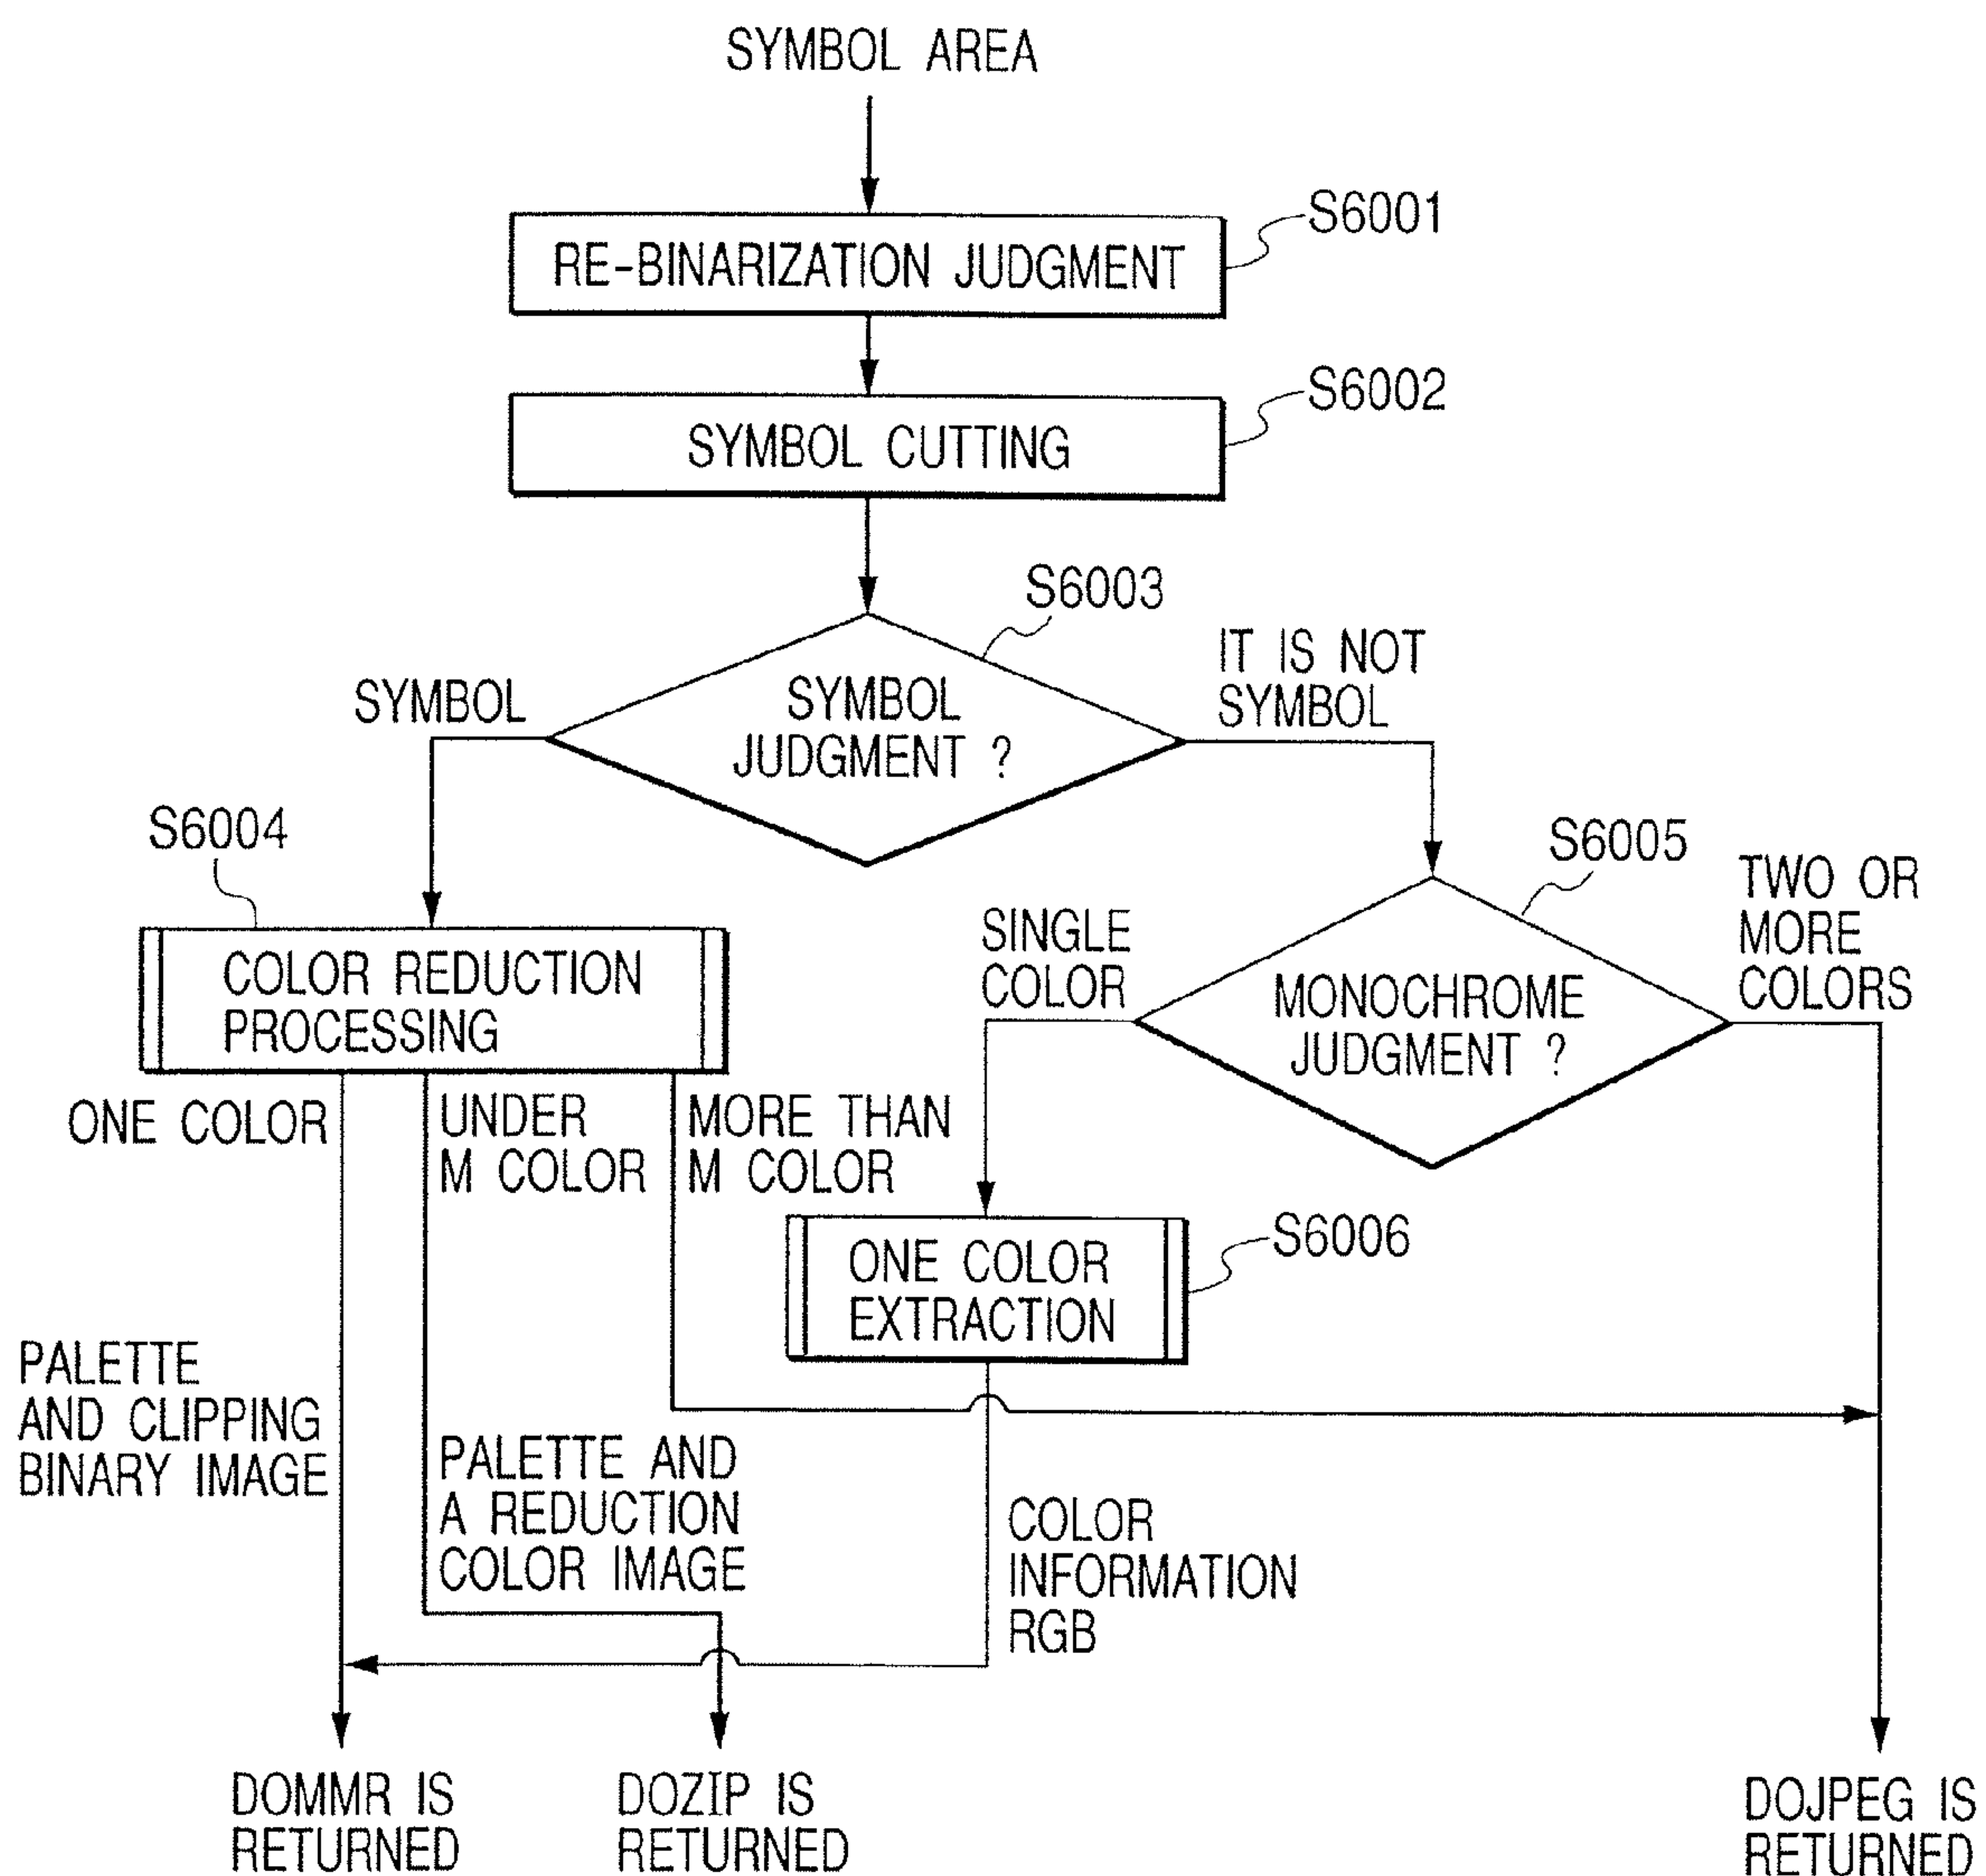 SYMBOL AREA
S6001
RE-BINARIZATION JUDGMENT
S6002
SYMBOL CUTTING
S6003
SYMBOL
JUDGMENT ?
SYMBOL
IT IS NOT
SYMBOL
S6004
COLOR REDUCTION
PROCESSING
S6005
MONOCHROME
JUDGMENT ?
SINGLE
COLOR
TWO OR
MORE
COLORS
ONE COLOR
UNDER
M COLOR
MORE THAN
M COLOR
S6006
ONE COLOR
EXTRACTION
PALETTE
AND CLIPPING
BINARY IMAGE
PALETTE AND
A REDUCTION
COLOR IMAGE
COLOR
INFORMATION
RGB
DOMMR IS
RETURNED
DOZIP IS
RETURNED
DOJPEG IS
RETURNED